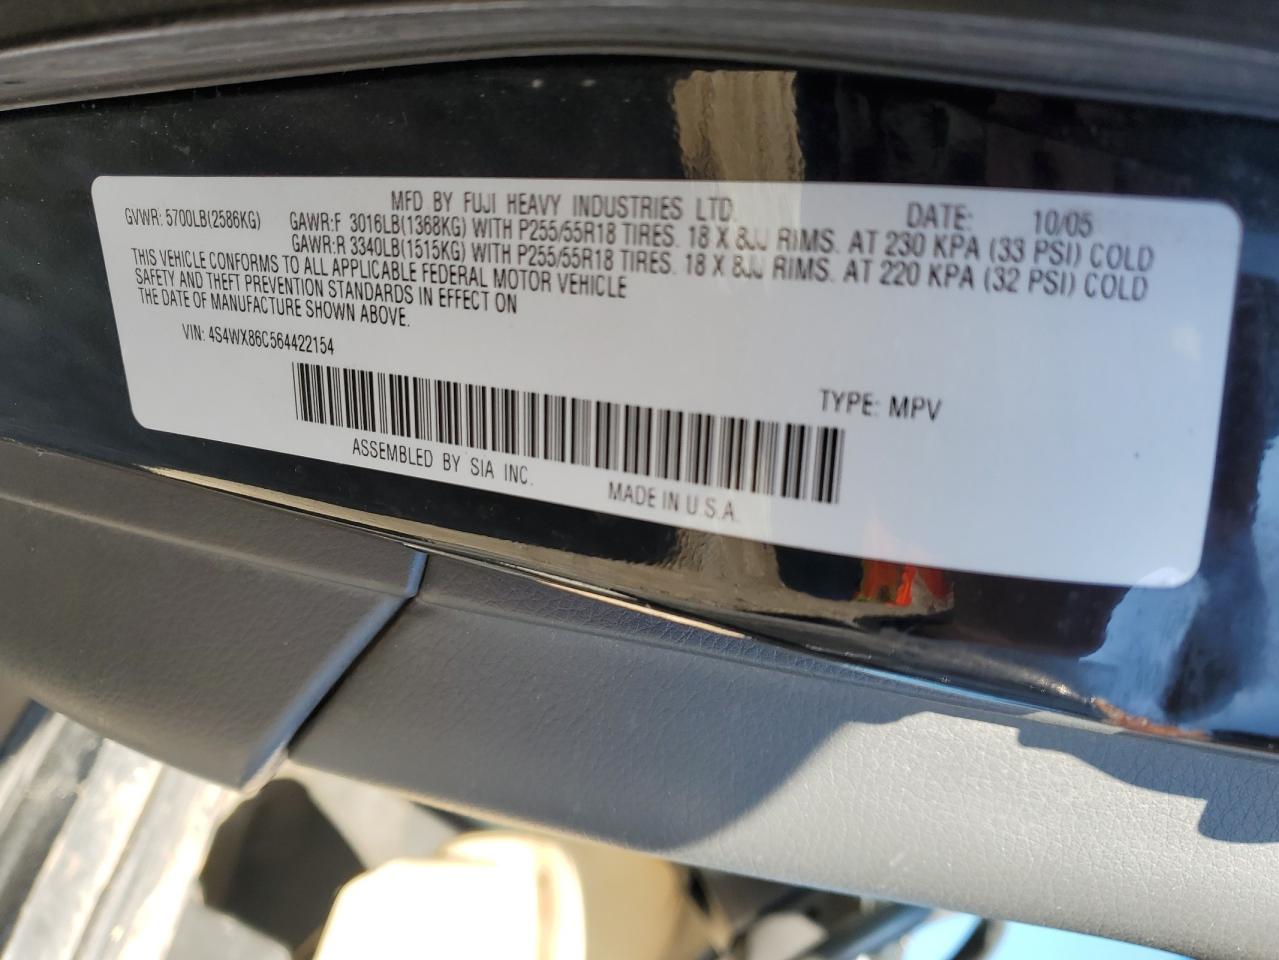 MFD. BY FUJI HEAVY INDUSTRIES LTD. DATE: 10/05
GVWR: 5700LB(2586KG) GAWR:F 3016LB(1368KG) WITH P255/55R18 TIRES. 18 X 8JJ RIMS. AT 230 KPA (33 PSI) COLD
GAWR:R 3340LB(1515KG) WITH P255/55R18 TIRES. 18 X 8JJ RIMS. AT 220 KPA (32 PSI) COLD
THIS VEHICLE CONFORMS TO ALL APPLICABLE FEDERAL MOTOR VEHICLE
SAFETY AND THEFT PREVENTION STANDARDS IN EFFECT ON
THE DATE OF MANUFACTURE SHOWN ABOVE.
VIN: 4S4WX86C564422154
TYPE: MPV
ASSEMBLED BY SIA INC. MADE IN U.S.A.